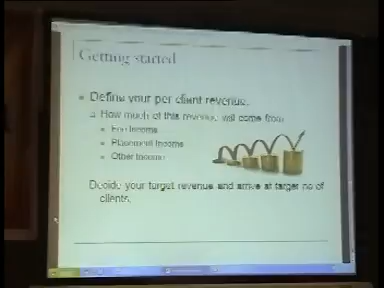 Getting started
Define your per client revenue.
How much of this revenue will come from
Fee Income
Placement Income
Other Income
Decide your target revenue and arrive at target no of
clients.